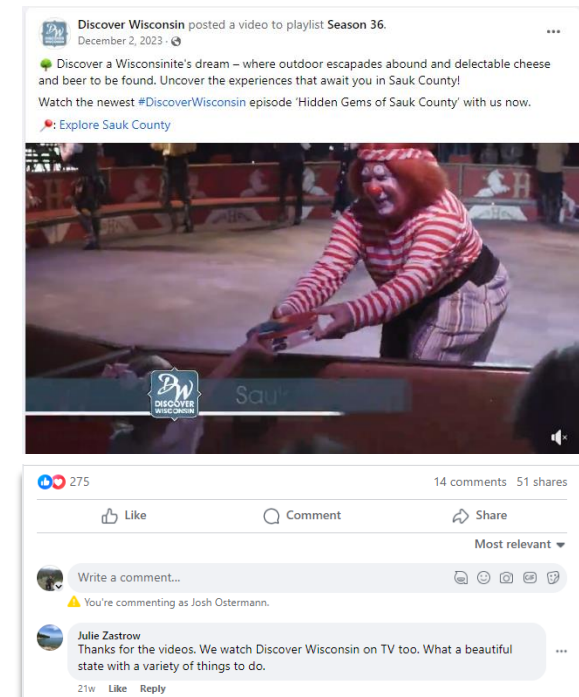 Discover Wisconsin posted a video to playlist Season 36.
December 2, 2023 ·
Discover a Wisconsinite's dream – where outdoor escapades abound and delectable cheese
and beer to be found. Uncover the experiences that await you in Sauk County!
Watch the newest #DiscoverWisconsin episode 'Hidden Gems of Sauk County' with us now.
: Explore Sauk County
H
H
DW
DISCOVER
WISCONSIN
Sauk
275
14 comments 51 shares
Like
Comment
Share
Most relevant
Write a comment...
GIF
You're commenting as Josh Ostermann.
Julie Zastrow
Thanks for the videos. We watch Discover Wisconsin on TV too. What a beautiful
state with a variety of things to do.
21w Like Reply